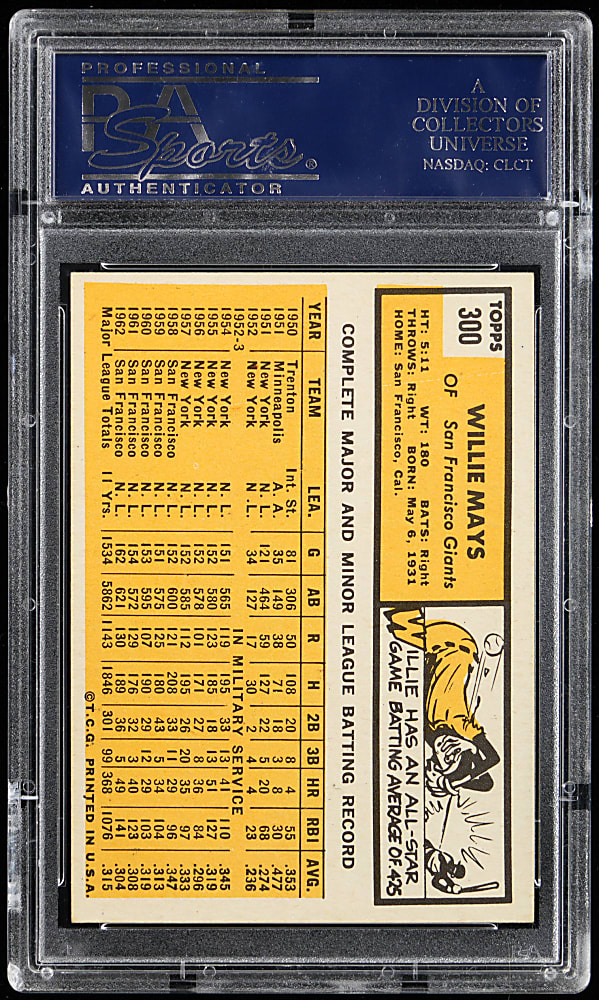 PROFESSIONAL
PSA
Sports®
AUTHENTICATOR
A
DIVISION OF
COLLECTORS
UNIVERSE
NASDAQ: CLCT
TOPPS
300
WILLIE MAYS
OF San Francisco Giants
HT: 5:11 WT: 180 BATS: Right
THROWS: Right BORN: May 6, 1931
HOME: San Francisco, Cal.
WILLIE HAS AN ALL-STAR
GAME BATTING AVERAGE OF .425
COMPLETE MAJOR AND MINOR LEAGUE BATTING RECORD
YEAR TEAM LEA. G AB R H 2B 3B HR RBI AVG.
1950 Trenton Int. St. 81 306 50 108 20 8 4 55 .353
1951 Minneapolis A. A. 35 149 38 71 18 3 8 30 .477
1951 New York N. L. 121 464 59 127 22 5 20 68 .274
1952 New York N.L. 34 127 17 30 2 4 4 23 .236
1952-3 IN MILITARY SERVICE
1954 New York N. L. 151 565 119 195 33 13 41 110 .345
1955 New York N. L. 152 580 123 185 18 13 51 127 .319
1956 New York N. L. 152 578 101 171 27 8 36 84 .296
1957 New York N. L. 152 585 112 195 26 20 35 97 .333
1958 San Francisco N. L. 152 600 121 208 33 11 29 96 .347
1959 San Francisco N. L. 151 575 125 180 43 5 34 104 .313
1960 San Francisco N. L. 153 595 107 190 29 12 29 103 .319
1961 San Francisco N. L. 154 572 129 176 32 3 40 123 .308
1962 San Francisco N. L. 162 621 130 189 36 5 49 141 .304
Major League Totals 11 Yrs. 1534 5862 1143 1846 301 99 368 1076 .315
©T.C.G. PRINTED IN U.S.A.